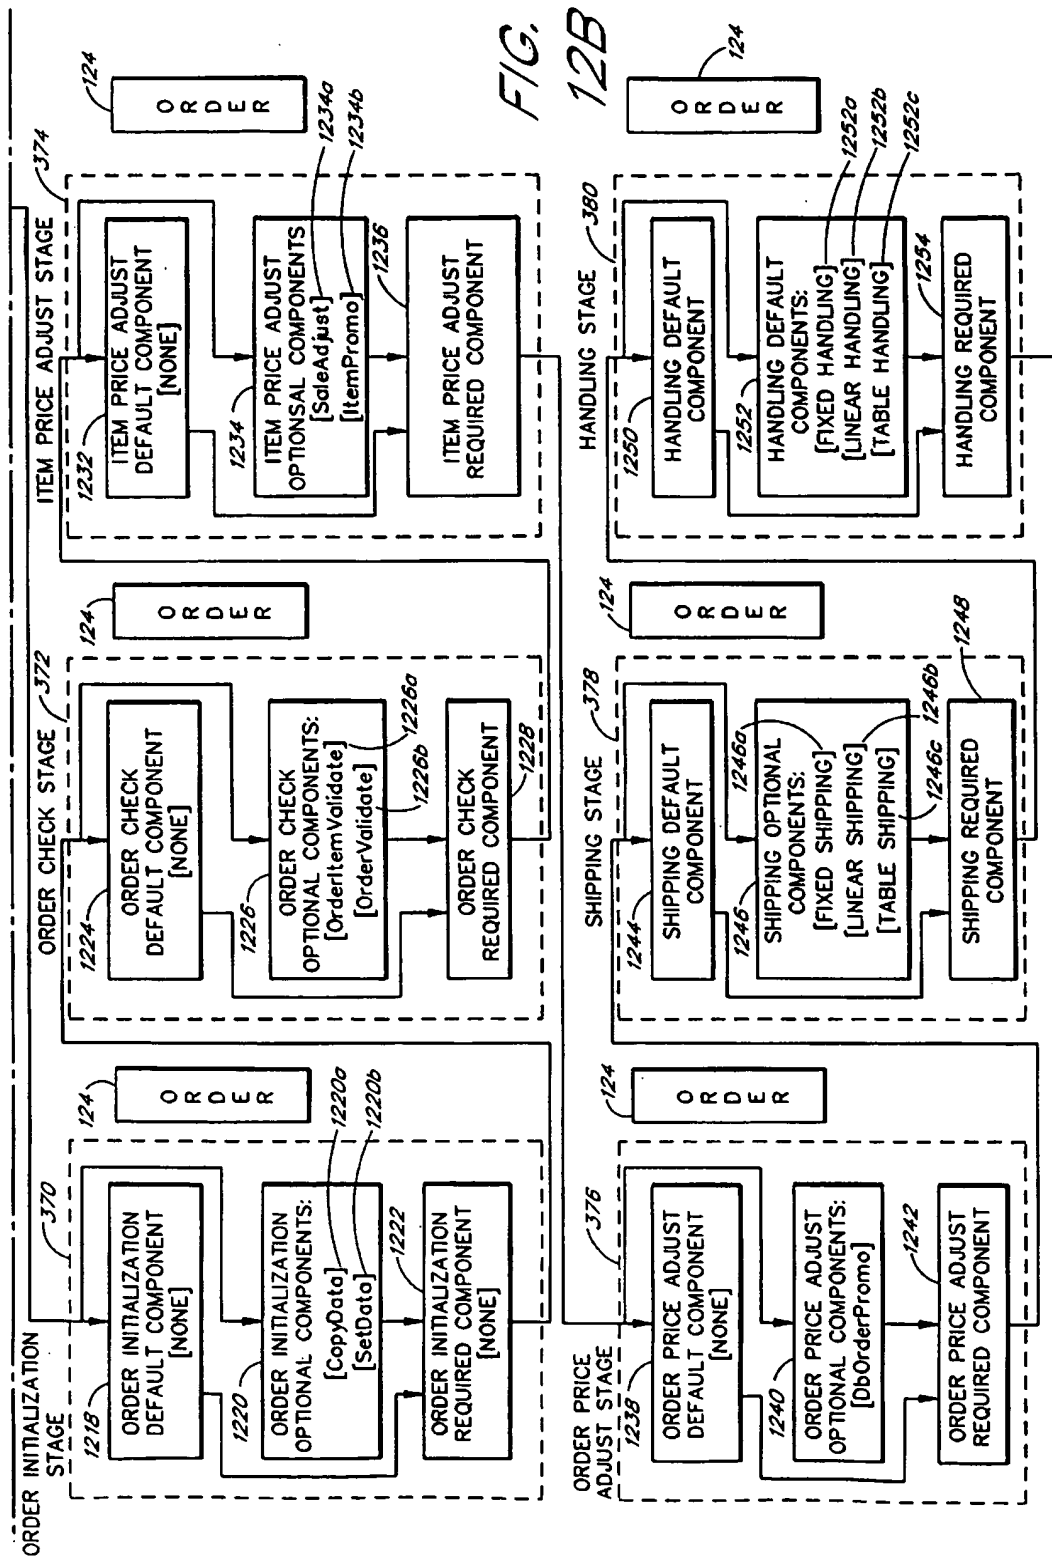 ORDER INITIALIZATION
STAGE
370
1218
ORDER INITIALIZATION
DEFAULT COMPONENT
[NONE]
1220
ORDER INITIALIZATION
OPTIONAL COMPONENTS:
[CopyData]
[SetData]
1220a
1220b
1222
ORDER INITIALIZATION
REQUIRED COMPONENT
[NONE]
124
ORDER
ORDER CHECK STAGE
372
1224
ORDER CHECK
DEFAULT COMPONENT
[NONE]
1226
ORDER CHECK
OPTIONAL COMPONENTS:
[OrderItemValidate]
[OrderValidate]
1226a
1226b
1228
ORDER CHECK
REQUIRED COMPONENT
124
ORDER
ITEM PRICE ADJUST STAGE
374
1232
ITEM PRICE ADJUST
DEFAULT COMPONENT
[NONE]
1234
ITEM PRICE ADJUST
OPTIONSAL COMPONENTS
[SaleAdjust]
[ItemPromo]
1234a
1234b
1236
ITEM PRICE ADJUST
REQUIRED COMPONENT
124
ORDER
FIG.
12B
ORDER PRICE
ADJUST STAGE
376
1238
ORDER PRICE ADJUST
DEFAULT COMPONENT
[NONE]
1240
ORDER PRICE ADJUST
OPTIONAL COMPONENTS:
[DbOrderPromo]
1242
ORDER PRICE ADJUST
REQUIRED COMPONENT
124
ORDER
SHIPPING STAGE
378
1244
SHIPPING DEFAULT
COMPONENT
1246
SHIPPING OPTIONAL
COMPONENTS:
[FIXED SHIPPING]
[LINEAR SHIPPING]
[TABLE SHIPPING]
1246a
1246b
1246c
1248
SHIPPING REQUIRED
COMPONENT
124
ORDER
HANDLING STAGE
380
1250
HANDLING DEFAULT
COMPONENT
1252
HANDLING DEFAULT
COMPONENTS:
[FIXED HANDLING]
[LINEAR HANDLING]
[TABLE HANDLING]
1252a
1252b
1252c
1254
HANDLING REQUIRED
COMPONENT
124
ORDER